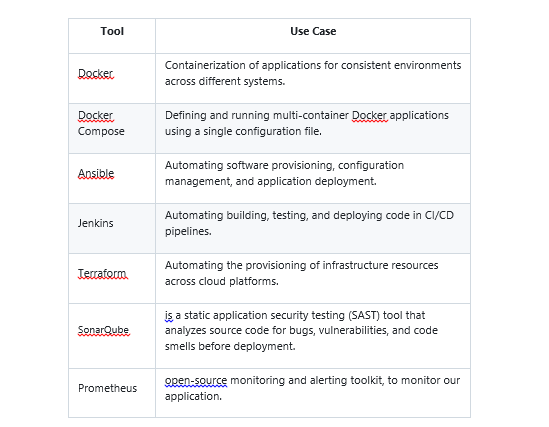 Tool Use Case
Docker
Containerization of applications for consistent environments
across different systems.
Docker
Compose
Defining and running multi-container Docker applications
using a single configuration file.
Ansible
Automating software provisioning, configuration
management, and application deployment.
Jenkins
Automating building, testing, and deploying code in CI/CD
pipelines.
Terraform
Automating the provisioning of infrastructure resources
across cloud platforms.
SonarQube
is a static application security testing (SAST) tool that
analyzes source code for bugs, vulnerabilities, and code
smells before deployment.
Prometheus
open-source monitoring and alerting toolkit, to monitor our
application.